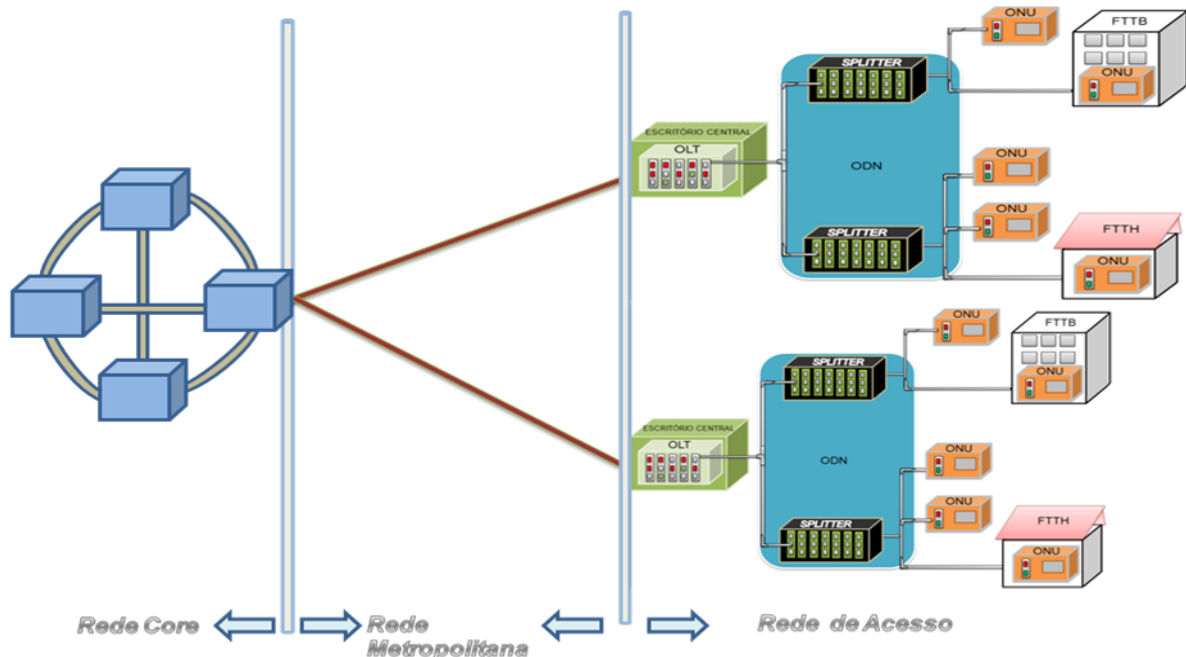 ONU
FTTB
SPLITTER
ONU
ESCRITÓRIO CENTRAL
OLT
ODN
ONU
ONU
SPLITTER
FTTH
ONU
ONU
FTTB
SPLITTER
ONU
ESCRITÓRIO CENTRAL
OLT
ODN
ONU
ONU
SPLITTER
FTTH
ONU
Rede Core
Rede
Metropolitana
Rede de Acesso